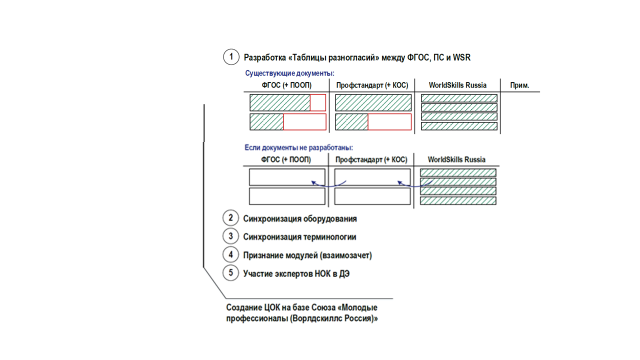 1 Разработка «Таблицы разногласий» между ФГОС, ПС и WSR
Существующие документы:
ФГОС (+ ПООП) Профстандарт (+ КОС) WorldSkills Russia Прим.
Если документы не разработаны:
ФГОС (+ ПООП) Профстандарт (+ КОС) WorldSkills Russia
2 Синхронизация оборудования
3 Синхронизация терминологии
4 Признание модулей (взаимозачет)
5 Участие экспертов НОК в ДЭ
Создание ЦОК на базе Союза «Молодые
профессионалы (Ворлдскиллс Россия)»